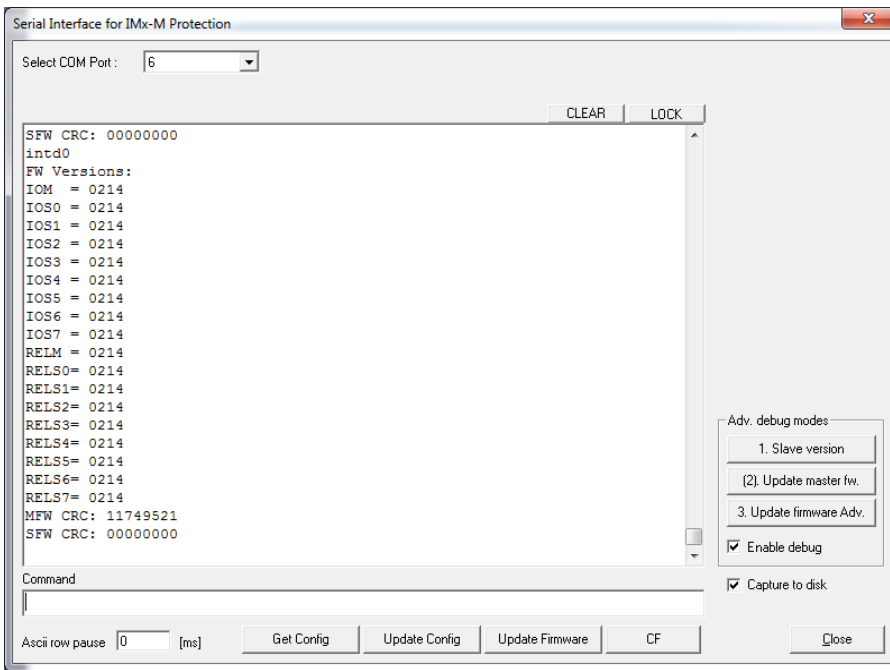 Serial Interface for IMx-M Protection
Select COM Port : 6
CLEAR LOCK
SFW CRC: 00000000
intd0
FW Versions:
IOM  = 0214
IOS0 = 0214
IOS1 = 0214
IOS2 = 0214
IOS3 = 0214
IOS4 = 0214
IOS5 = 0214
IOS6 = 0214
IOS7 = 0214
RELM = 0214
RELS0= 0214
RELS1= 0214
RELS2= 0214
RELS3= 0214
RELS4= 0214
RELS5= 0214
RELS6= 0214
RELS7= 0214
MFW CRC: 11749521
SFW CRC: 00000000
Adv. debug modes
1. Slave version
(2). Update master fw.
3. Update firmware Adv.
Enable debug
Capture to disk
Command
Ascii row pause 0 [ms] Get Config Update Config Update Firmware CF Close